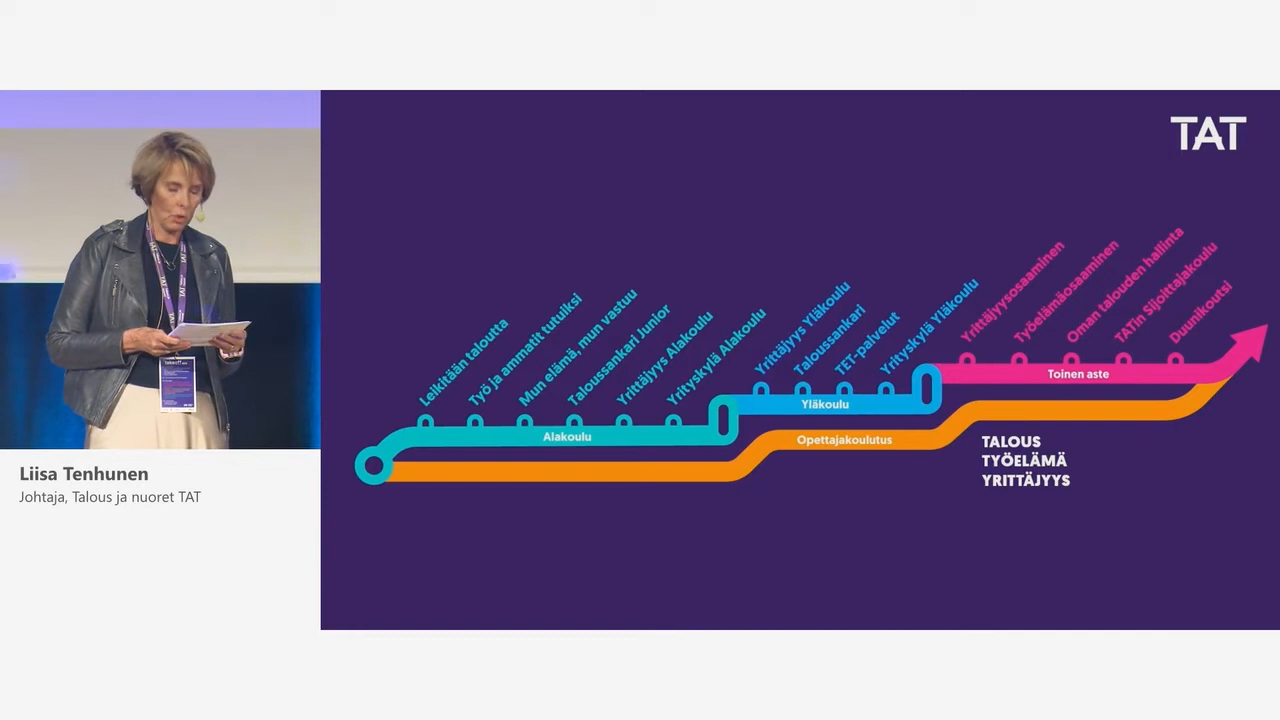 TAT
Leikitään taloutta
Työ ja ammatit tutuiksi
Mun elämä, mun vastuu
Taloussankari Junior
Yrittäjyys Alakoulu
Yrityskylä Alakoulu
Yrittäjyys Yläkoulu
Taloussankari
TET-palvelut
Yrityskylä Yläkoulu
Yrittäjyysosaaminen
Työelämäosaaminen
Oman talouden hallinta
TATin Sijoittajakoulu
Duunikoutsi
Alakoulu
Yläkoulu
Toinen aste
Opettajakoulutus
TALOUS
TYÖELÄMÄ
YRITTÄJYYS
Liisa Tenhunen
Johtaja, Talous ja nuoret TAT